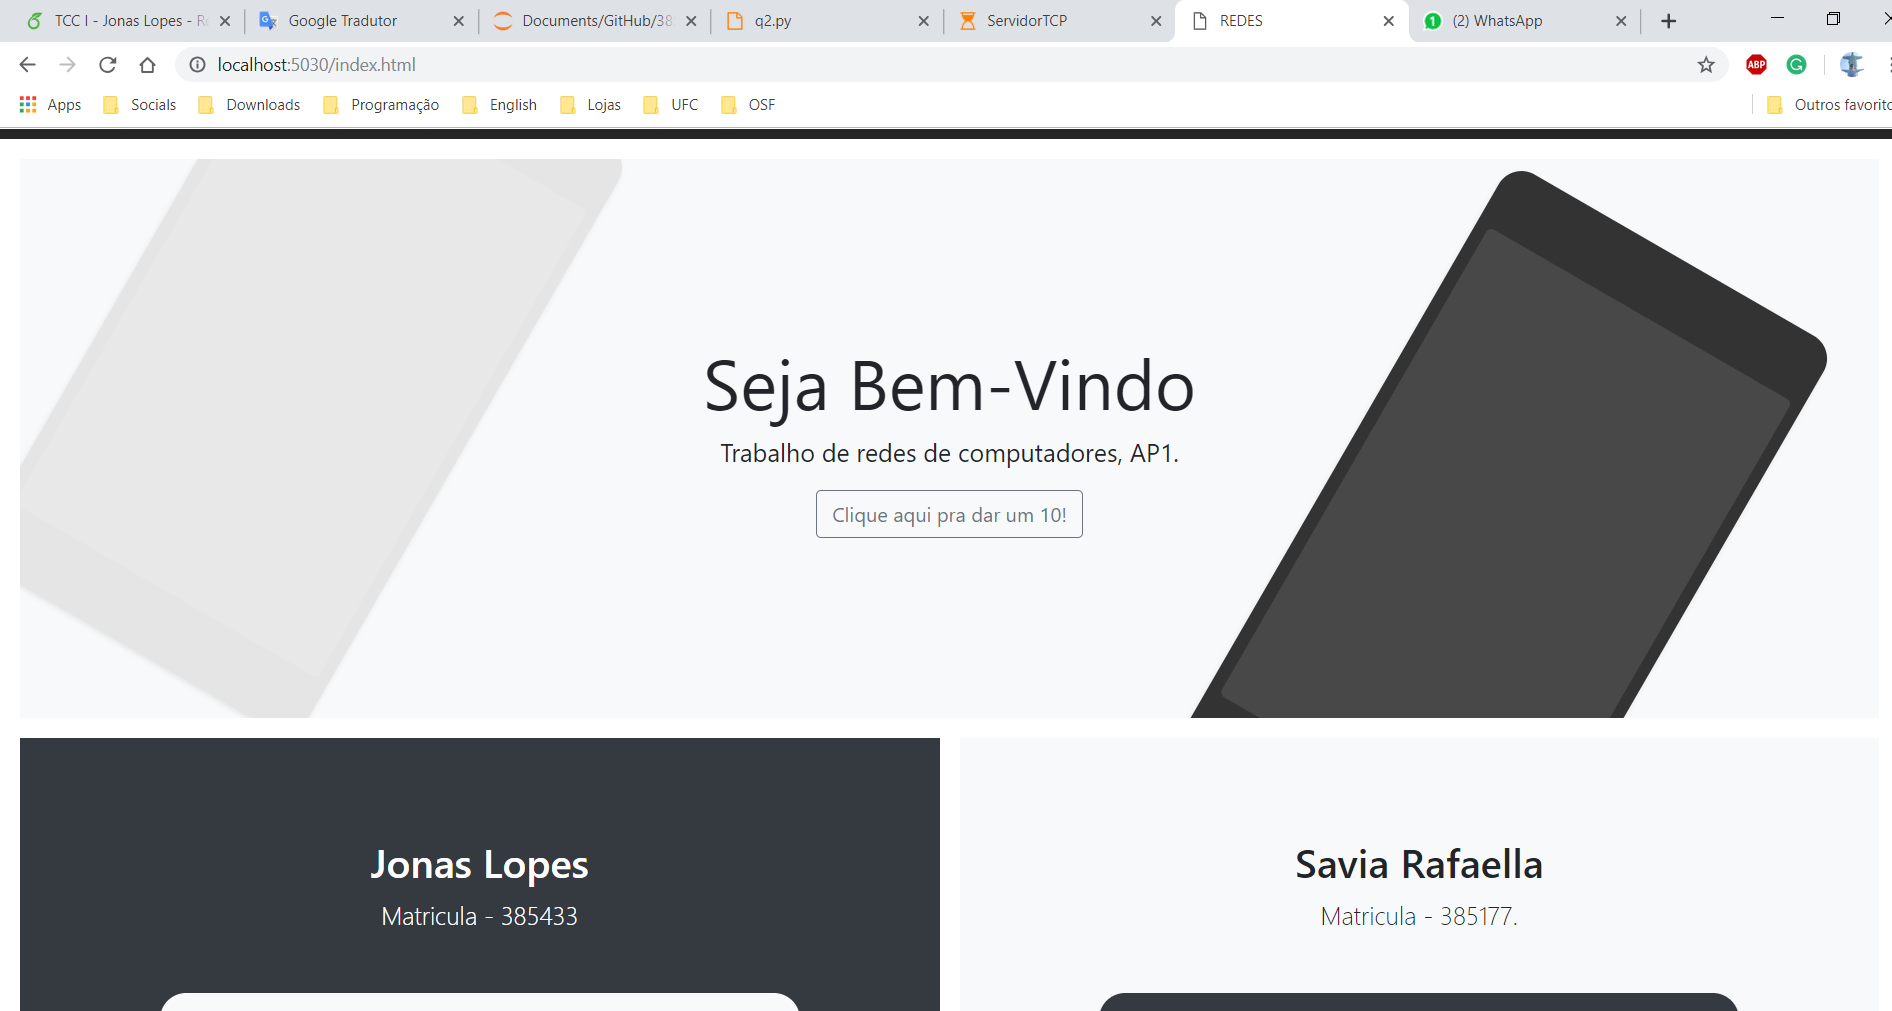 TCC I - Jonas Lopes - R
Google Tradutor
Documents/GitHub/38
q2.py
ServidorTCP
REDES
(2) WhatsApp
localhost:5030/index.html
ABP
Apps
Socials
Downloads
Programação
English
Lojas
UFC
OSF
Outros favorito
Seja Bem-Vindo
Trabalho de redes de computadores, AP1.
Clique aqui pra dar um 10!
Jonas Lopes
Matricula - 385433
Savia Rafaella
Matricula - 385177.